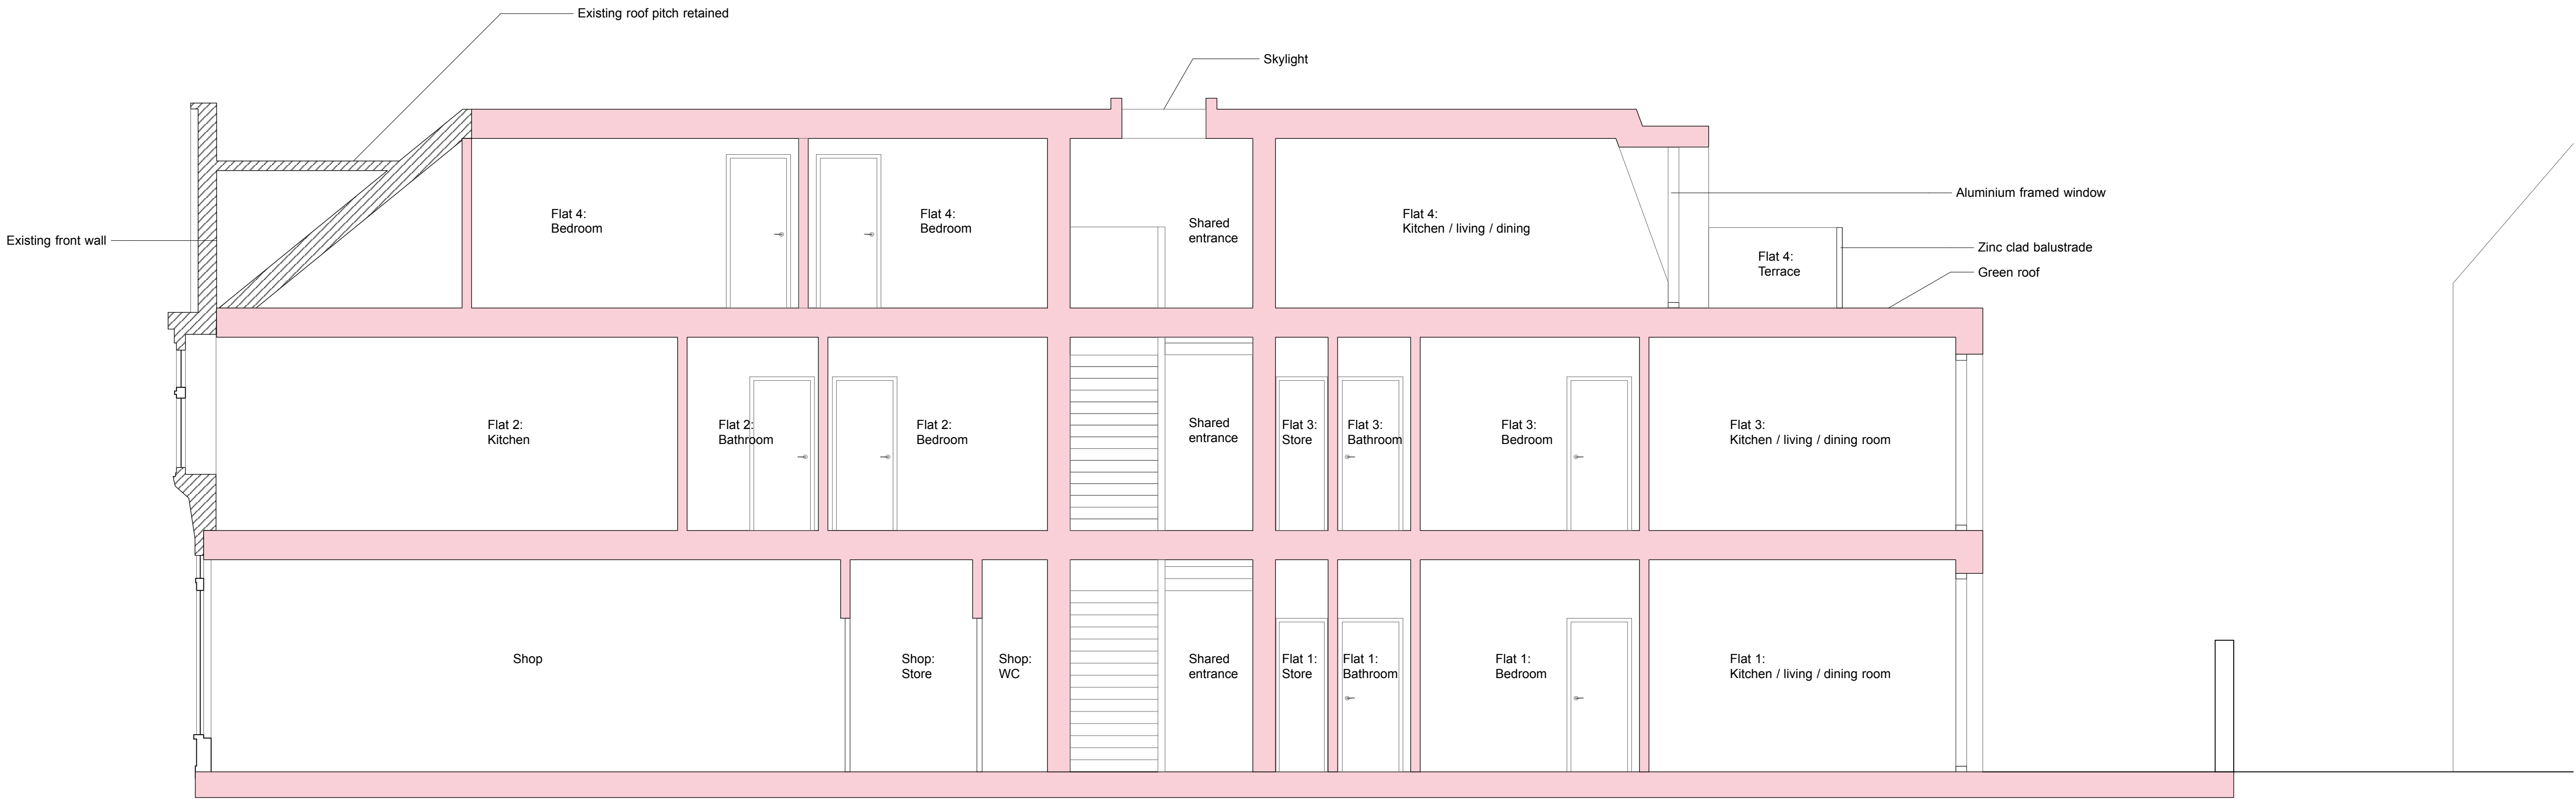 Existing roof pitch retained
Skylight
Aluminium framed window
Existing front wall
Flat 4:
Bedroom
Flat 4:
Bedroom
Shared
entrance
Flat 4:
Kitchen / living / dining
Flat 4:
Terrace
Zinc clad balustrade
Green roof
Flat 2:
Kitchen
Flat 2:
Bathroom
Flat 2:
Bedroom
Shared
entrance
Flat 3:
Store
Flat 3:
Bathroom
Flat 3:
Bedroom
Flat 3:
Kitchen / living / dining room
Shop
Shop:
Store
Shop:
WC
Shared
entrance
Flat 1:
Store
Flat 1:
Bathroom
Flat 1:
Bedroom
Flat 1:
Kitchen / living / dining room